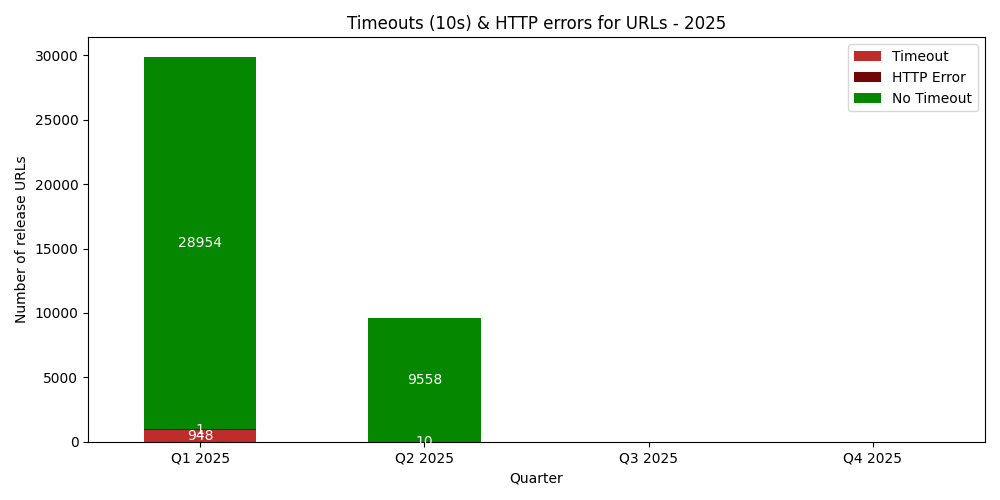 Timeouts (10s) & HTTP errors for URLs - 2025
Timeout
HTTP Error
No Timeout
Number of release URLs
30000
25000
20000
15000
10000
5000
0
28954
1
948
9558
10
Q1 2025
Q2 2025
Q3 2025
Q4 2025
Quarter